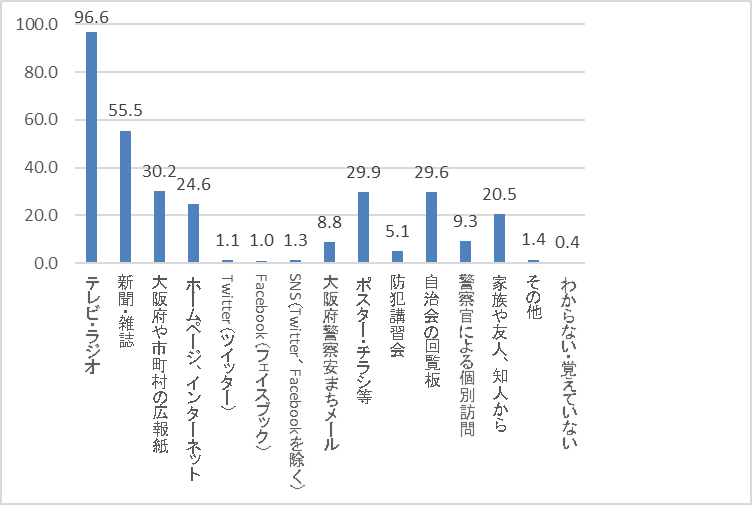 100.0
80.0
60.0
40.0
20.0
0.0
96.6
55.5
30.2
24.6
1.1
1.0
1.3
8.8
29.9
5.1
29.6
9.3
20.5
1.4
0.4
テレビ・ラジオ
新聞・雑誌
大阪府や市町村の広報紙
ホームページ、インターネット
Twitter（ツイッター）
Facebook（フェイスブック）
SNS（Twitter、Facebookを除く）
大阪府警察安まちメール
ポスター・チラシ等
防犯講習会
自治会の回覧板
警察官による個別訪問
家族や友人、知人から
その他
わからない・覚えていない